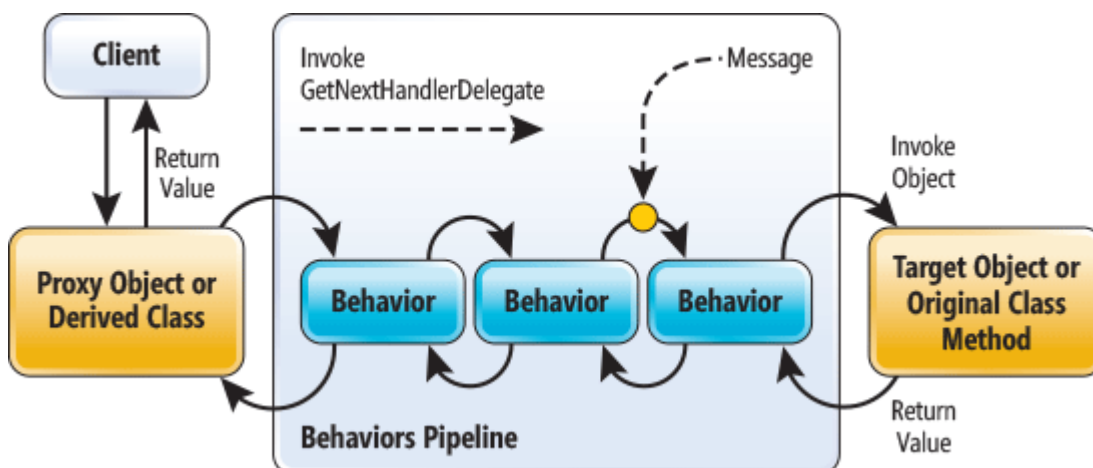 Client
Invoke
GetNextHandlerDelegate
Message
Return
Value
Invoke
Object
Proxy Object or
Derived Class
Behavior
Behavior
Behavior
Target Object or
Original Class
Method
Behaviors Pipeline
Return
Value